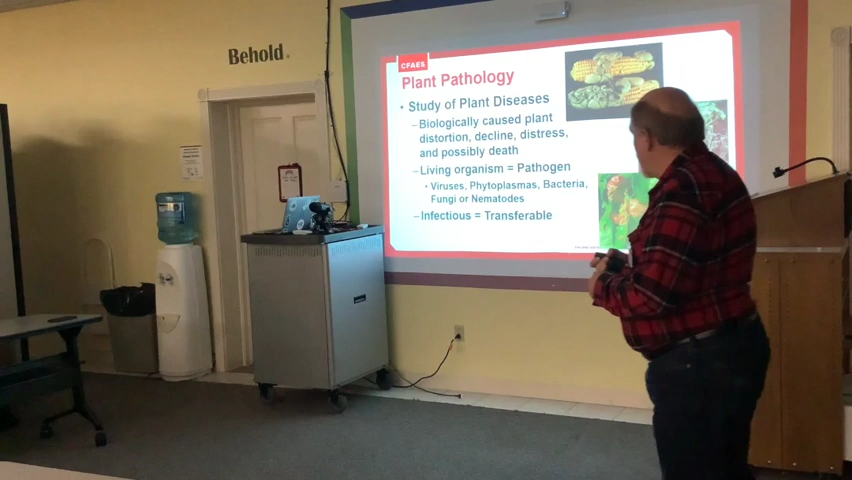 Behold.
CFAES
Plant Pathology
• Study of Plant Diseases
–Biologically caused plant
distortion, decline, distress,
and possibly death
–Living organism = Pathogen
• Viruses, Phytoplasmas, Bacteria,
Fungi or Nematodes
–Infectious = Transferable